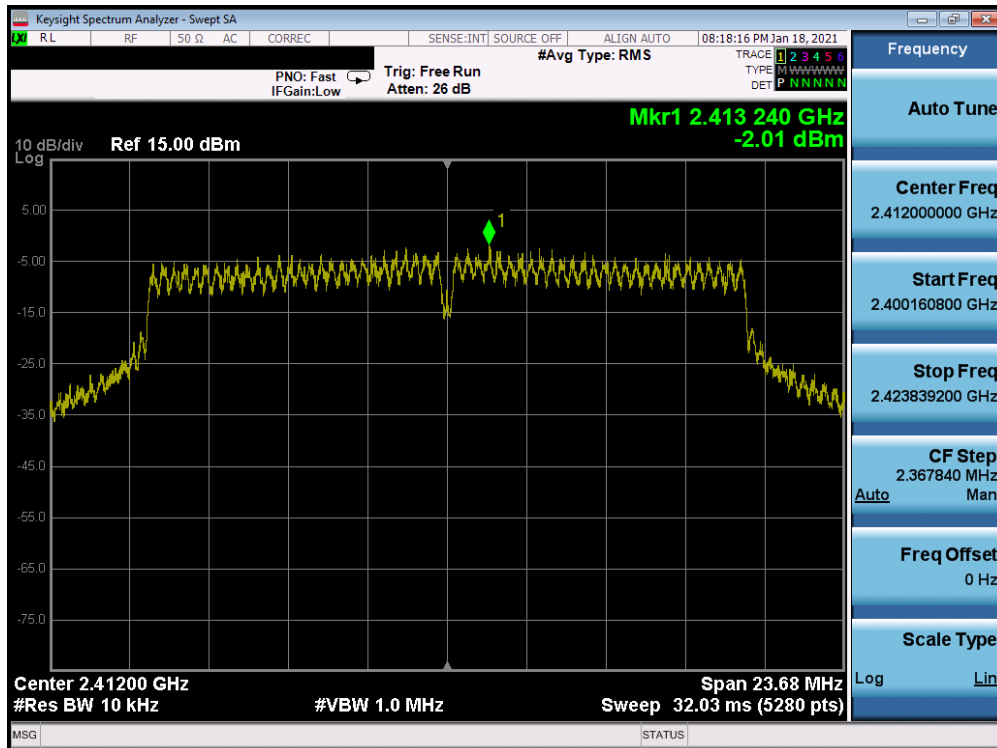 Keysight Spectrum Analyzer - Swept SA
LXI RL RF 50 Ω AC CORREC SENSE:INT SOURCE OFF ALIGN AUTO 08:18:16 PM Jan 18, 2021
#Avg Type: RMS
TRACE 1 2 3 4 5 6
TYPE M WWWWW
DET P N N N N N
PNO: Fast
IFGain:Low
Trig: Free Run
Atten: 26 dB
Mkr1 2.413 240 GHz
-2.01 dBm
10 dB/div
Log
Ref 15.00 dBm
1
5.00
-5.00
-15.0
-25.0
-35.0
-45.0
-55.0
-65.0
-75.0
Center 2.41200 GHz
Span 23.68 MHz
#Res BW 10 kHz
#VBW 1.0 MHz
Sweep 32.03 ms (5280 pts)
MSG
STATUS
Frequency
Auto Tune
Center Freq
2.412000000 GHz
Start Freq
2.400160800 GHz
Stop Freq
2.423839200 GHz
CF Step
2.367840 MHz
Auto Man
Freq Offset
0 Hz
Scale Type
Log Lin